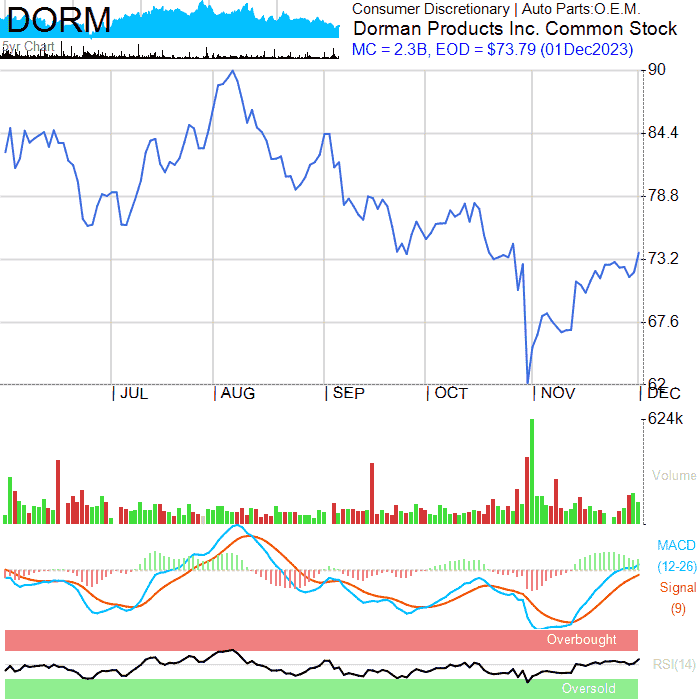 DORM
Consumer Discretionary | Auto Parts:O.E.M.
Dorman Products Inc. Common Stock
5yr Chart
MC = 2.3B, EOD = $73.79 (01Dec2023)
90
84.4
78.8
73.2
67.6
62
JUL AUG SEP OCT NOV DEC
624k
Volume
MACD
(12-26)
Signal
(9)
Overbought
RSI(14)
Oversold